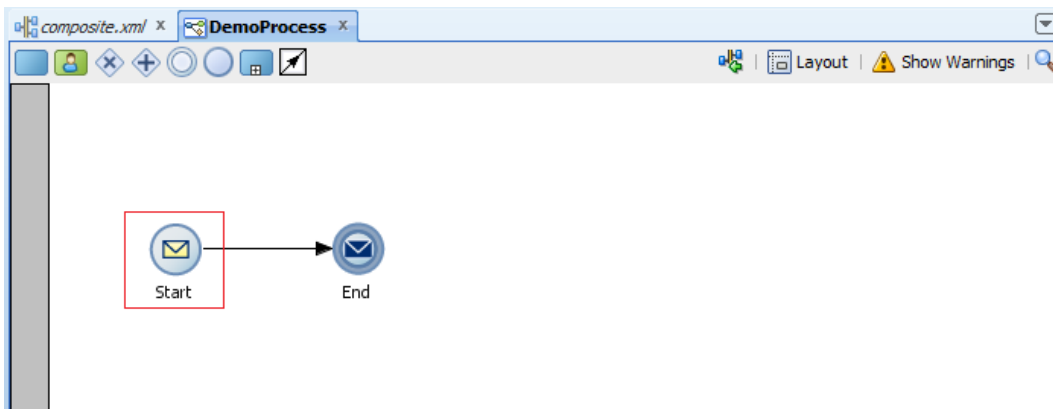 composite.xml x DemoProcess x
Layout Show Warnings
Start End